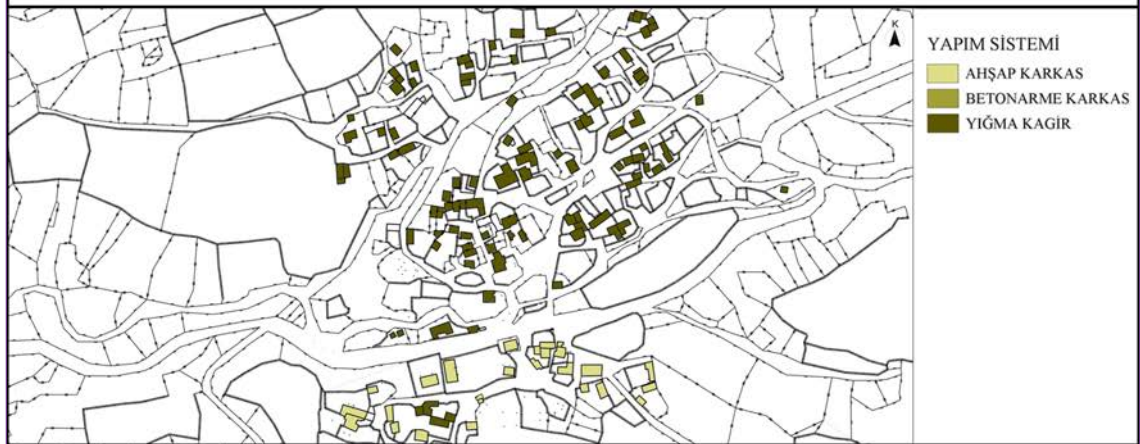 K
YAPIM SİSTEMİ
AHŞAP KARKAS
BETONARME KARKAS
YIĞMA KAGİR